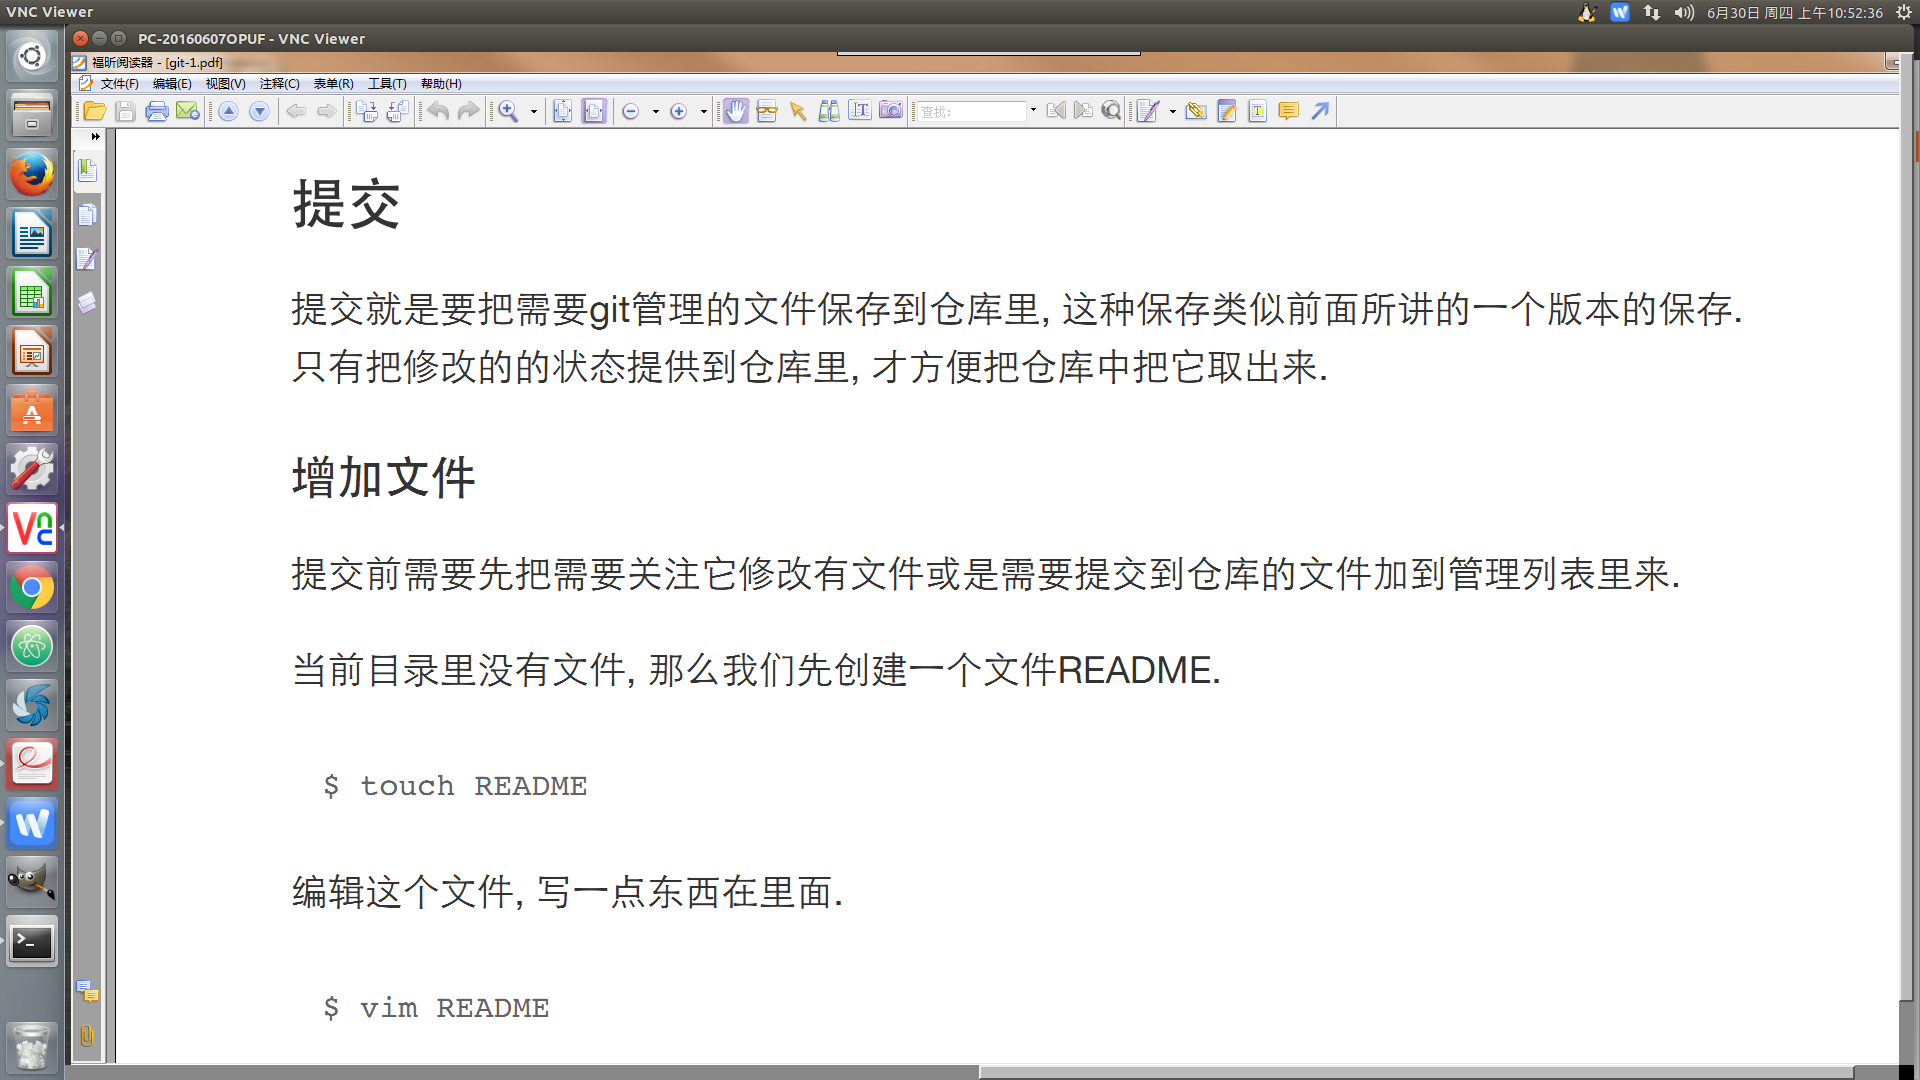 VNC Viewer
6月30日 周四 上午10:52:36
PC-20160607OPUF - VNC Viewer
福昕阅读器 - [git-1.pdf]
文件(F) 编辑(E) 视图(V) 注释(C) 表单(R) 工具(T) 帮助(H)
查找:
提交
提交就是要把需要git管理的文件保存到仓库里, 这种保存类似前面所讲的一个版本的保存.
只有把修改的的状态提供到仓库里, 才方便把仓库中把它取出来.
增加文件
提交前需要先把需要关注它修改有文件或是需要提交到仓库的文件加到管理列表里来.
当前目录里没有文件, 那么我们先创建一个文件README.
$ touch README
编辑这个文件, 写一点东西在里面.
$ vim README